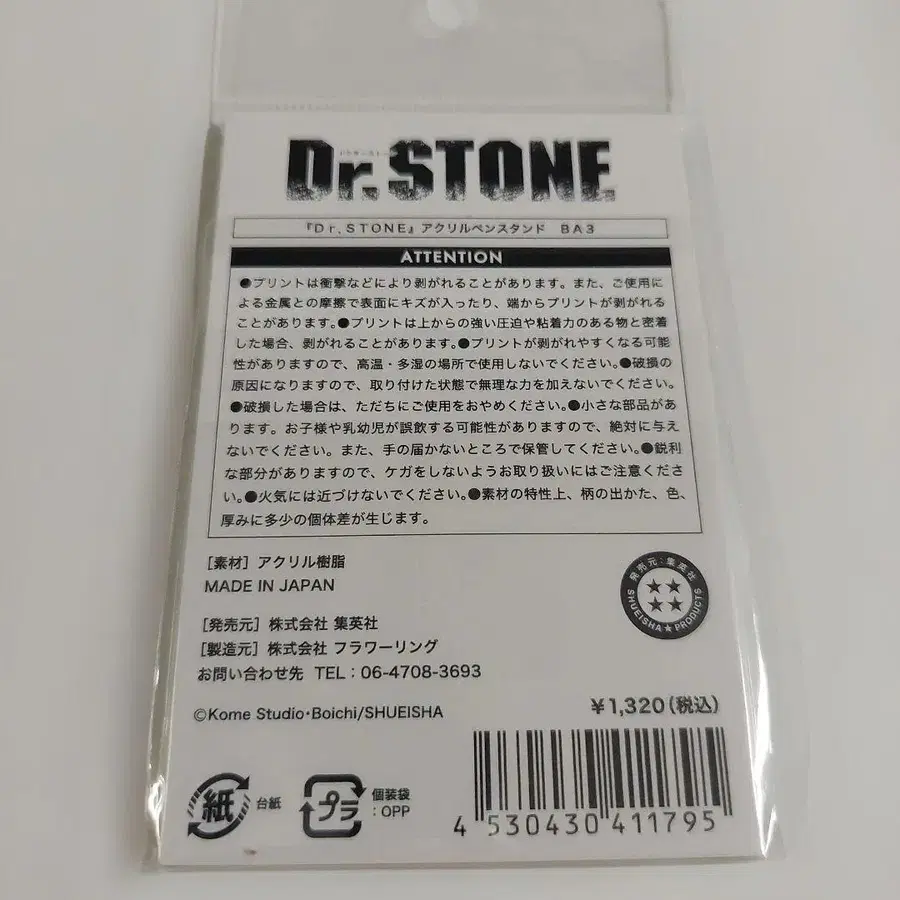 ドクターストーン
Dr.STONE
『Dr.STONE』アクリルペンスタンド BA3
ATTENTION
●プリントは衝撃などにより剥がれることがあります。また、ご使用に
よる金属との摩擦で表面にキズが入ったり、端からプリントが剥がれる
ことがあります。●プリントは上からの強い圧迫や粘着力のある物と密着
した場合、剥がれることがあります。●プリントが剥がれやすくなる可能
性がありますので、高温・多湿の場所で使用しないでください。●破損の
原因になりますので、取り付けた状態で無理な力を加えないでください。
●破損した場合は、ただちにご使用をおやめください。●小さな部品があ
ります。お子様や乳幼児が誤飲する可能性がありますので、絶対に与え
ないでください。また、手の届かないところで保管してください。●鋭利
な部分がありますので、ケガをしないようお取り扱いにはご注意くださ
い。●火気には近づけないでください。●素材の特性上、柄の出かた、色、
厚みに多少の個体差が生じます。
[素材] アクリル樹脂
MADE IN JAPAN
発売元:集英社
SHUEISHA★PRODUCTS
[発売元] 株式会社 集英社
[製造元] 株式会社 フラワーリング
お問い合わせ先 TEL:06-4708-3693
©Kome Studio・Boichi/SHUEISHA
¥1,320(税込)
紙 台紙
プラ 個装袋
:OPP
4 530430 411795